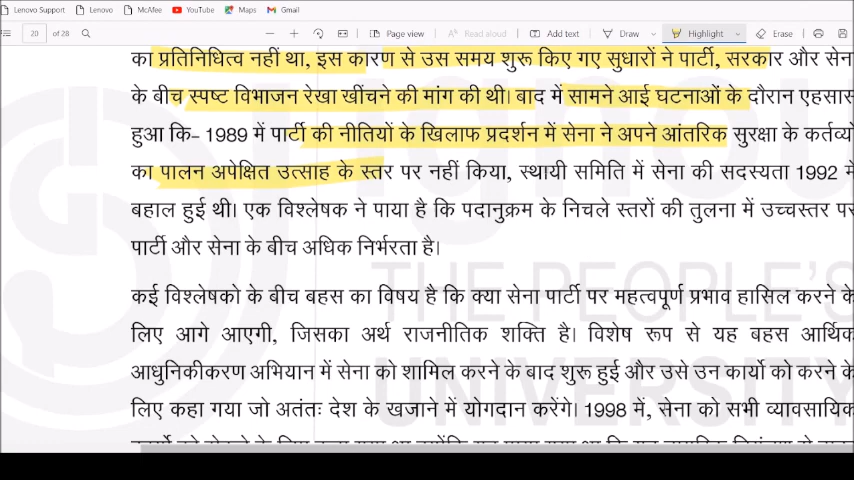 Lenovo Support Lenovo McAfee YouTube Maps Gmail
20 of 28 Page view Read aloud Add text Draw Highlight Erase
का प्रतिनिधित्व नहीं था, इस कारण से उस समय शुरू किए गए सुधारों ने पार्टी, सरकार और सेना
के बीच स्पष्ट विभाजन रेखा खींचने की मांग की थी। बाद में सामने आई घटनाओं के दौरान एहसास
हुआ कि– 1989 में पार्टी की नीतियों के खिलाफ प्रदर्शन में सेना ने अपने आंतरिक सुरक्षा के कर्तव्यो
का पालन अपेक्षित उत्साह के स्तर पर नहीं किया, स्थायी समिति में सेना की सदस्यता 1992 में
बहाल हुई थी। एक विश्लेषक ने पाया है कि पदानुक्रम के निचले स्तरों की तुलना में उच्चस्तर पर
पार्टी और सेना के बीच अधिक निर्भरता है।
कई विश्लेषको के बीच बहस का विषय है कि क्या सेना पार्टी पर महत्वपूर्ण प्रभाव हासिल करने के
लिए आगे आएगी, जिसका अर्थ राजनीतिक शक्ति है। विशेष रूप से यह बहस आर्थिक
आधुनिकीकरण अभियान में सेना को शामिल करने के बाद शुरू हुई और उसे उन कार्यो को करने के
लिए कहा गया जो अतंतः देश के खजाने में योगदान करेंगे। 1998 में, सेना को सभी व्यावसायिक
ignou
THE PEOPLE'S
UNIVERSITY